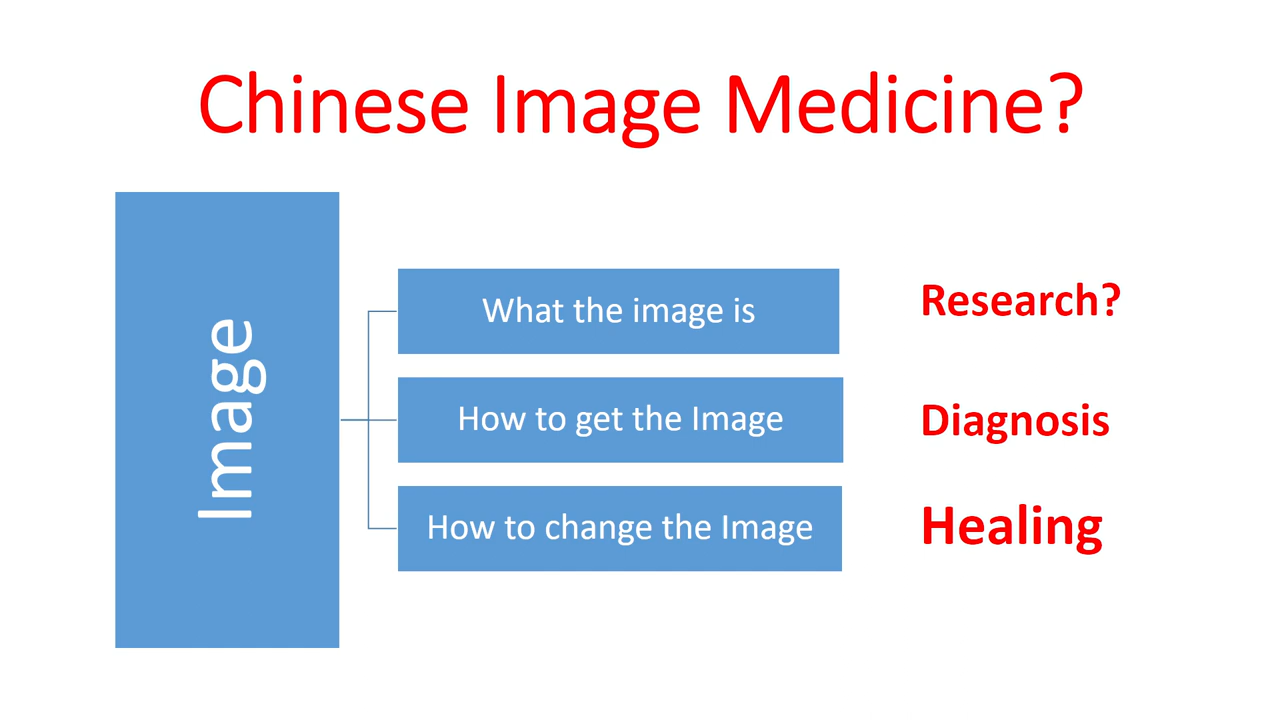 Chinese Image Medicine?
Image
What the image is
Research?
How to get the Image
Diagnosis
How to change the Image
Healing